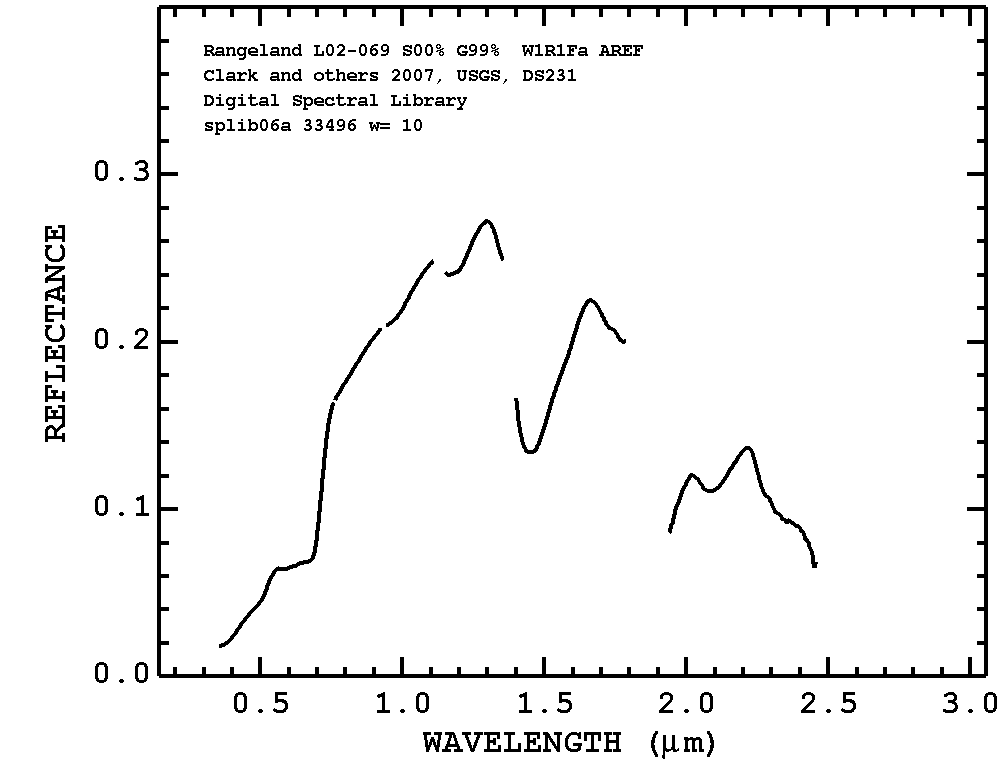 Rangeland L02-069 S00% G99%  W1R1Fa AREF
Clark and others 2007, USGS, DS231
Digital Spectral Library
splib06a 33496 w= 10
REFLECTANCE
0.3
0.2
0.1
0.0
0.5 1.0 1.5 2.0 2.5 3.0
WAVELENGTH (μm)